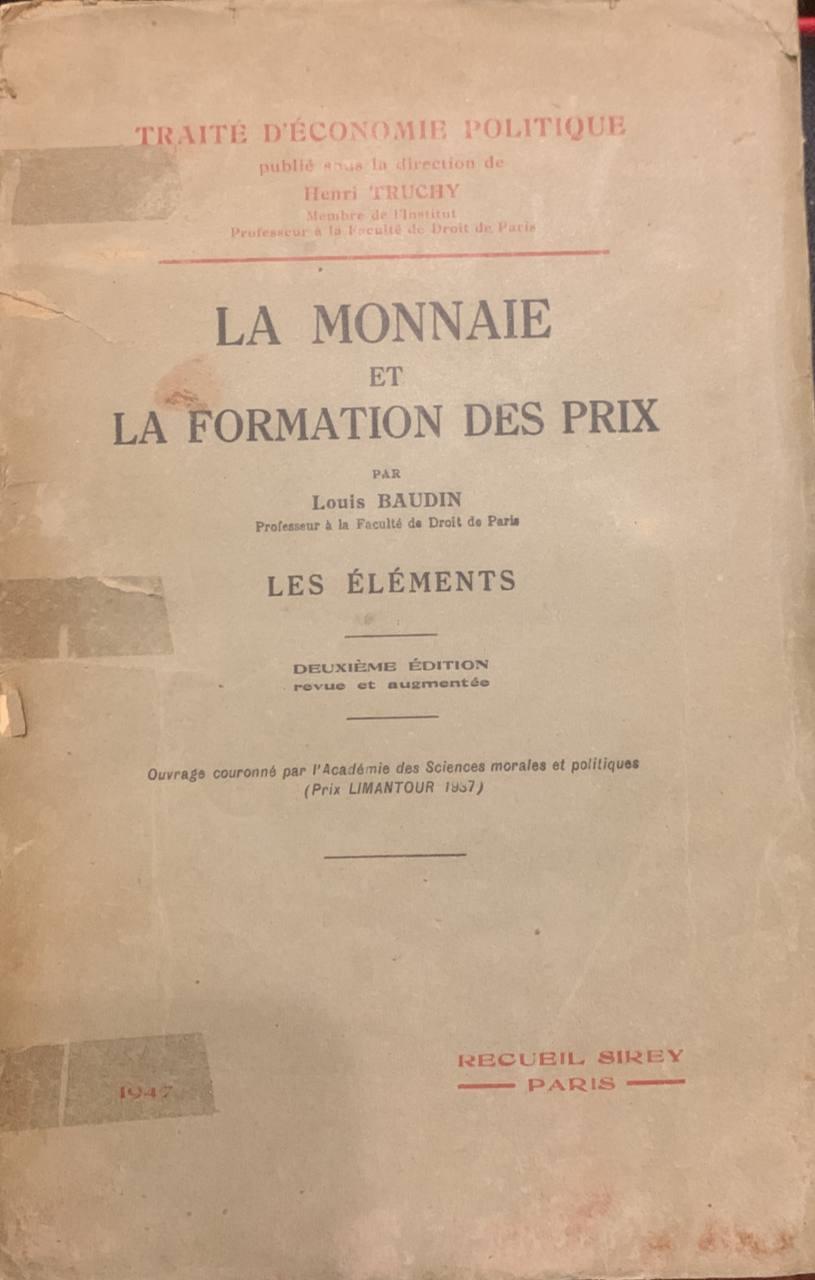 TRAITÉ D'ÉCONOMIE POLITIQUE
publié sous la direction de
Henri TRUCHY
Membre de l'Institut
Professeur à la Faculté de Droit de Paris
LA MONNAIE
ET
LA FORMATION DES PRIX
PAR
Louis BAUDIN
Professeur à la Faculté de Droit de Paris
LES ÉLÉMENTS
DEUXIÈME ÉDITION
revue et augmentée
Ouvrage couronné par l'Académie des Sciences morales et politiques
(Prix LIMANTOUR 1937)
RECUEIL SIREY
1947 PARIS